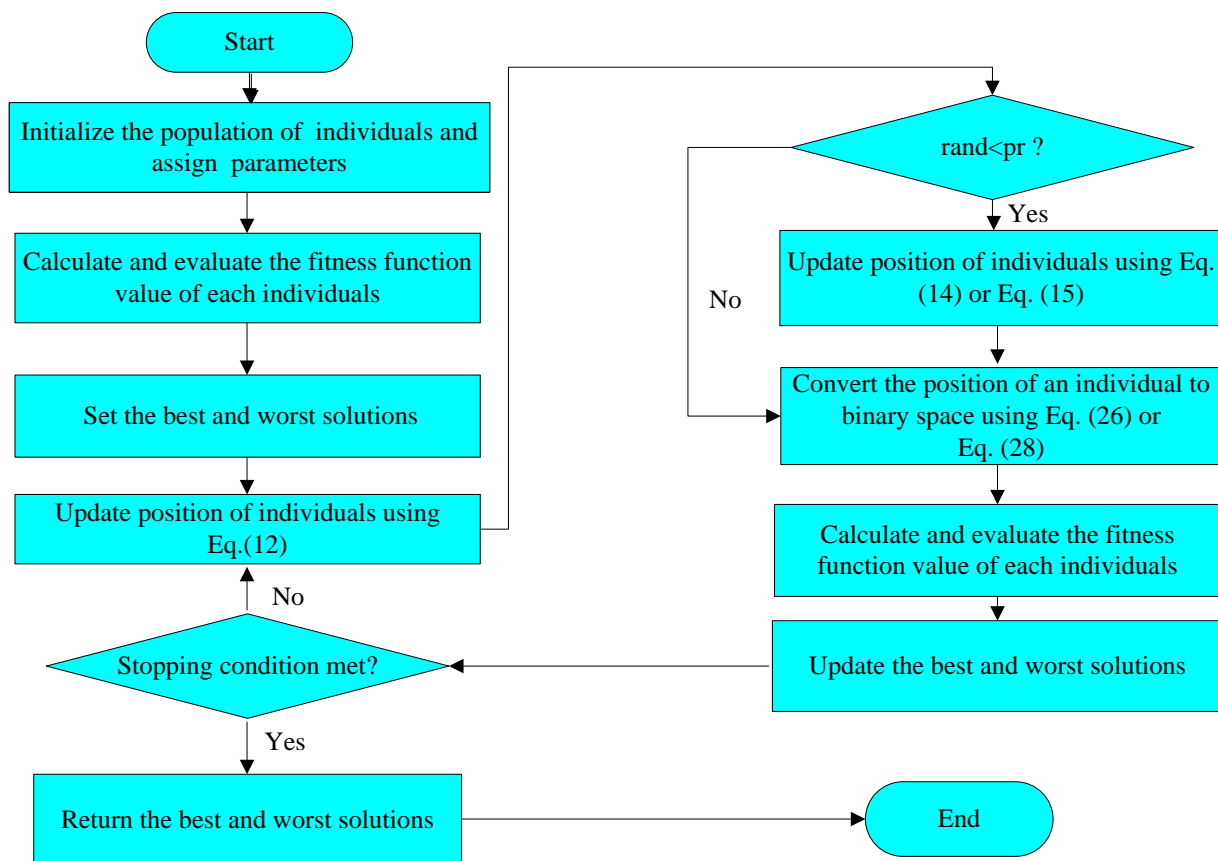 Start
Initialize the population of individuals and
assign parameters
Calculate and evaluate the fitness function
value of each individuals
Set the best and worst solutions
Update position of individuals using
Eq.(12)
No
Stopping condition met?
Yes
Return the best and worst solutions
rand<pr ?
Yes
No
Update position of individuals using Eq.
(14) or Eq. (15)
Convert the position of an individual to
binary space using Eq. (26) or
Eq. (28)
Calculate and evaluate the fitness
function value of each individuals
Update the best and worst solutions
End